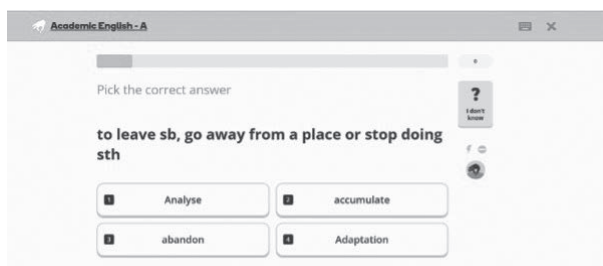 Academic English - A
Pick the correct answer
?
I don't
know
to leave sb, go away from a place or stop doing
sth
1 Analyse
2 accumulate
3 abandon
4 Adaptation